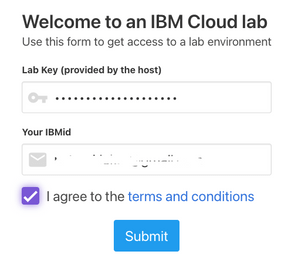 Welcome to an IBM Cloud lab
Use this form to get access to a lab environment
Lab Key (provided by the host)
••••••••••••••••••••
Your IBMid
I agree to the terms and conditions
Submit